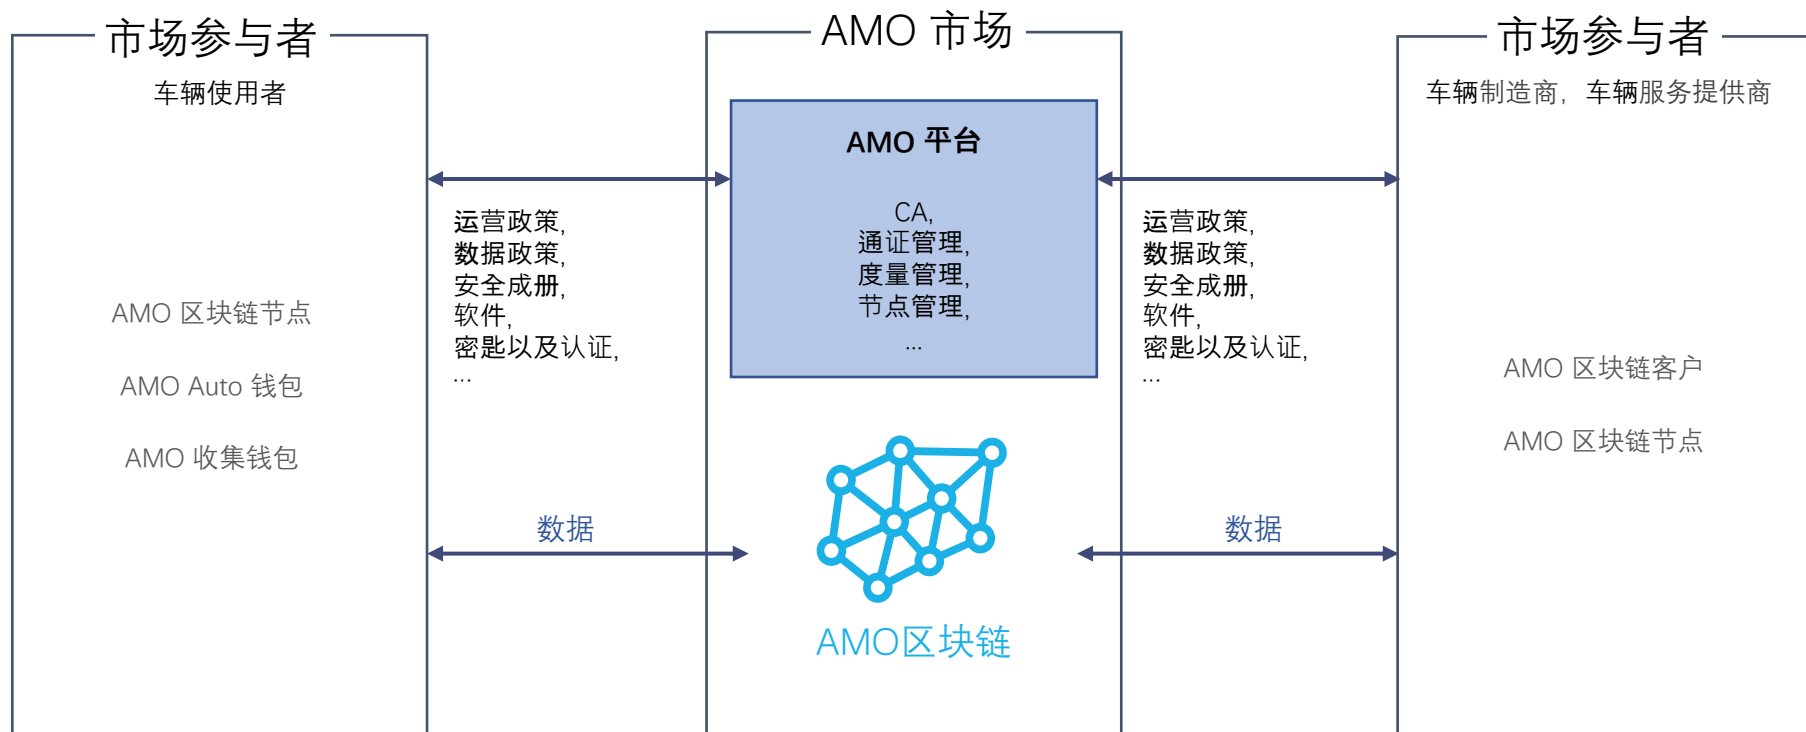 市场参与者
车辆使用者
AMO 区块链节点
AMO Auto 钱包
AMO 收集钱包
运营政策,
数据政策,
安全成册,
软件,
密匙以及认证,
...
数据
AMO 市场
AMO 平台
CA,
通证管理,
度量管理,
节点管理,
...
AMO区块链
运营政策,
数据政策,
安全成册,
软件,
密匙以及认证,
...
数据
市场参与者
车辆制造商, 车辆服务提供商
AMO 区块链客户
AMO 区块链节点